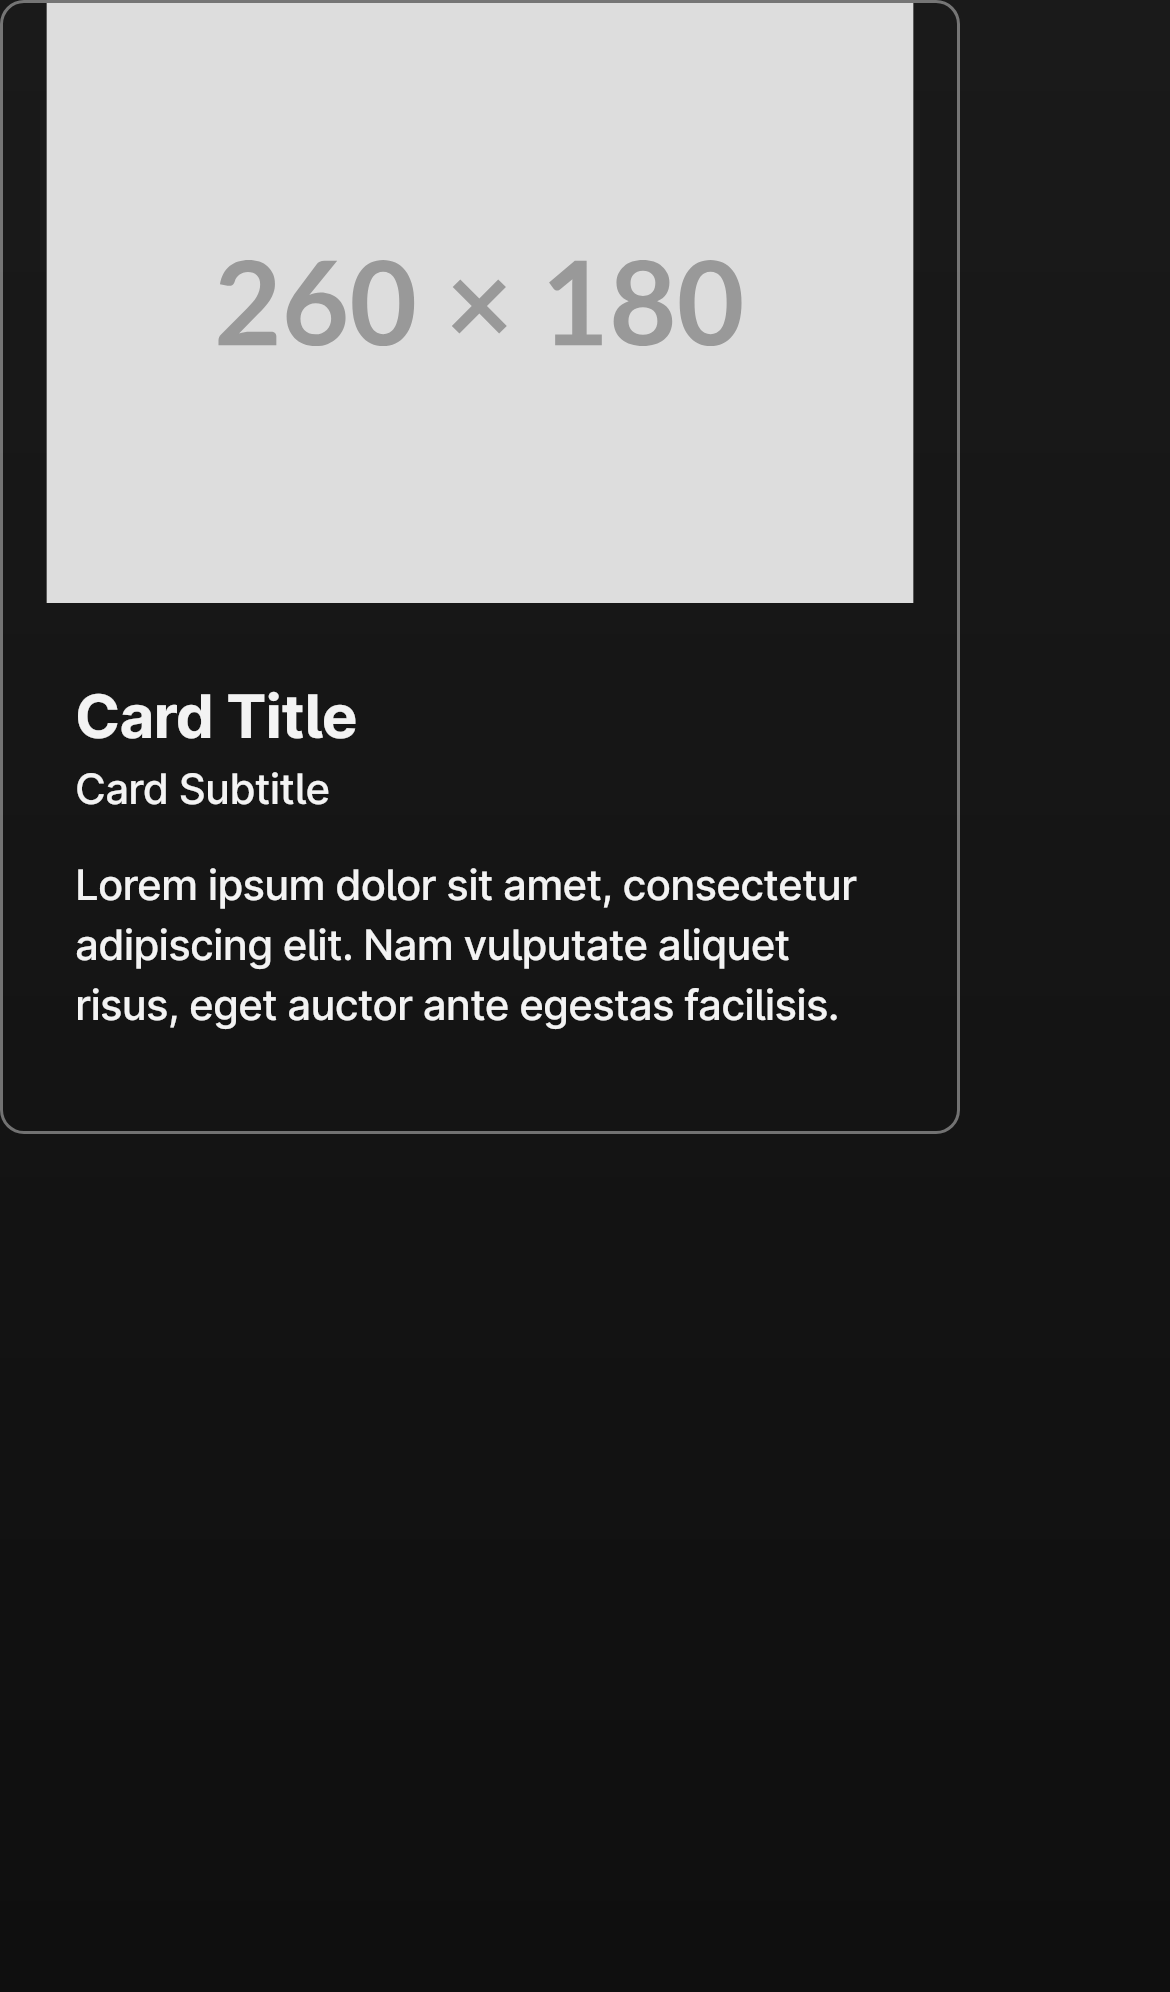 260 × 180
Card Title
Card Subtitle
Lorem ipsum dolor sit amet, consectetur
adipiscing elit. Nam vulputate aliquet
risus, eget auctor ante egestas facilisis.